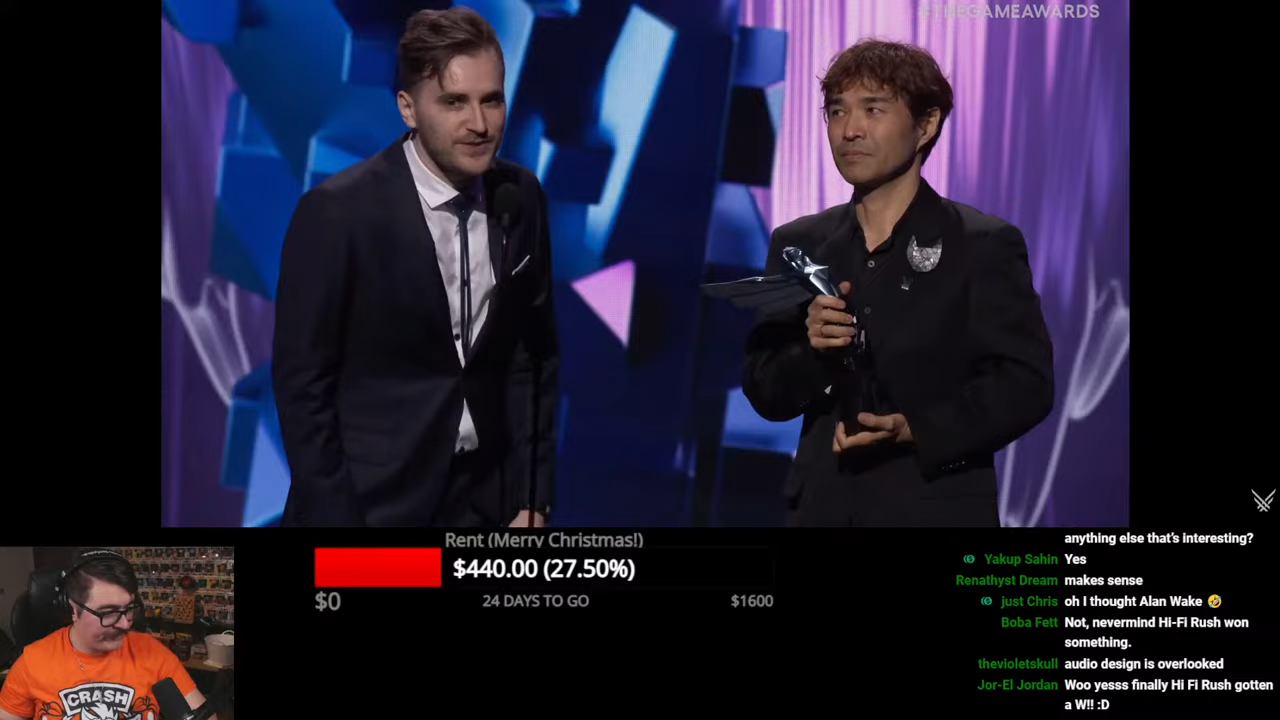 #THEGAMEAWARDS
Rent (Merry Christmas!)
$440.00 (27.50%)
$0
24 DAYS TO GO
$1600
CRASH
anything else that's interesting?
Yakup Sahin Yes
Renathyst Dream makes sense
just Chris oh I thought Alan Wake 🤣
Boba Fett Not, nevermind Hi-Fi Rush won
something.
thevioletskull audio design is overlooked
Jor-El Jordan Woo yesss finally Hi Fi Rush gotten
a W!! :D